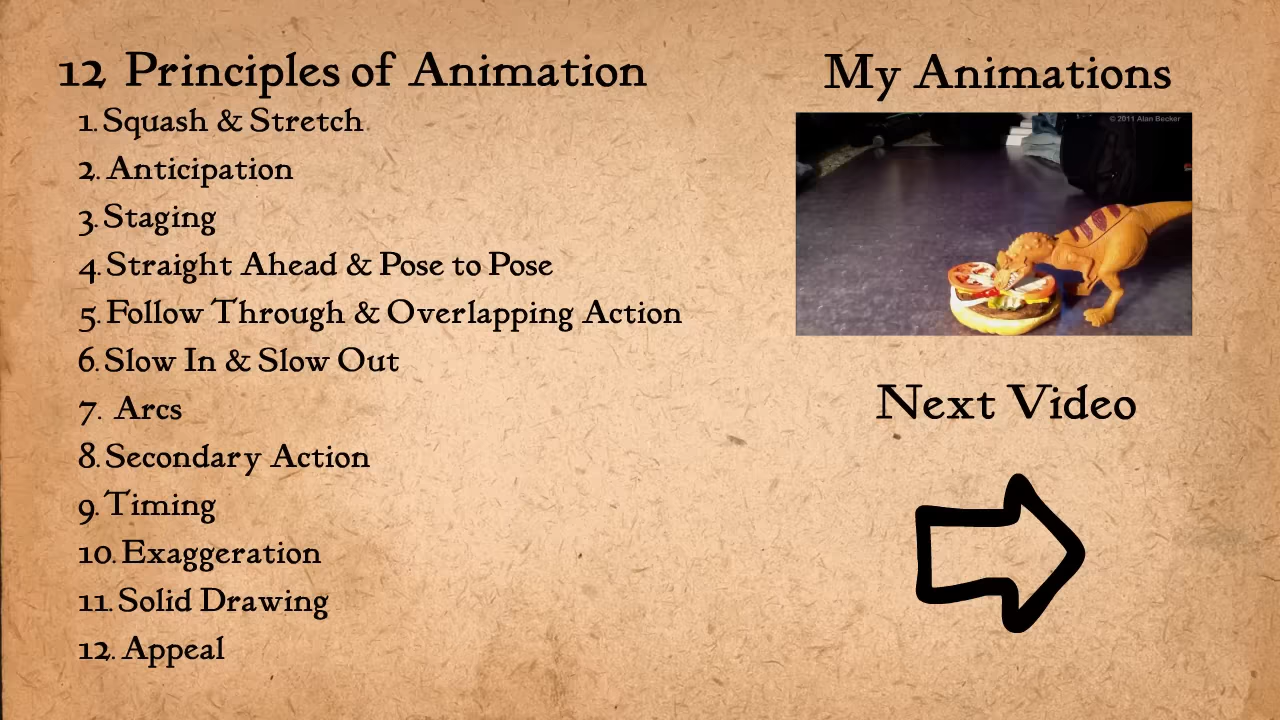 12 Principles of Animation
1. Squash & Stretch
2. Anticipation
3. Staging
4. Straight Ahead & Pose to Pose
5. Follow Through & Overlapping Action
6. Slow In & Slow Out
7. Arcs
8. Secondary Action
9. Timing
10. Exaggeration
11. Solid Drawing
12. Appeal
My Animations
© 2011 Alan Becker
Next Video